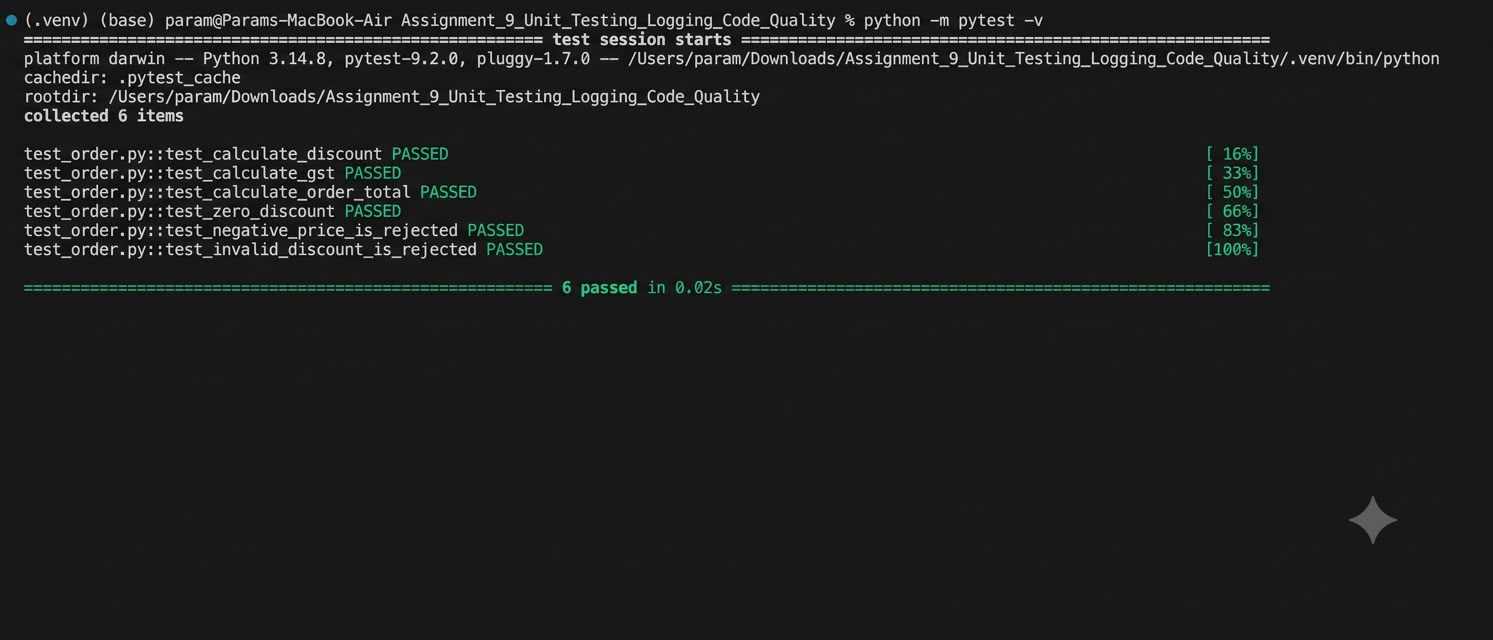 (.venv) (base) param@Params-MacBook-Air Assignment_9_Unit_Testing_Logging_Code_Quality % python -m pytest -v
======================================================= test session starts ========================================================
platform darwin -- Python 3.14.8, pytest-9.2.0, pluggy-1.7.0 -- /Users/param/Downloads/Assignment_9_Unit_Testing_Logging_Code_Quality/.venv/bin/python
cachedir: .pytest_cache
rootdir: /Users/param/Downloads/Assignment_9_Unit_Testing_Logging_Code_Quality
collected 6 items
test_order.py::test_calculate_discount PASSED [ 16%]
test_order.py::test_calculate_gst PASSED [ 33%]
test_order.py::test_calculate_order_total PASSED [ 50%]
test_order.py::test_zero_discount PASSED [ 66%]
test_order.py::test_negative_price_is_rejected PASSED [ 83%]
test_order.py::test_invalid_discount_is_rejected PASSED [100%]
======================================================== 6 passed in 0.02s =========================================================